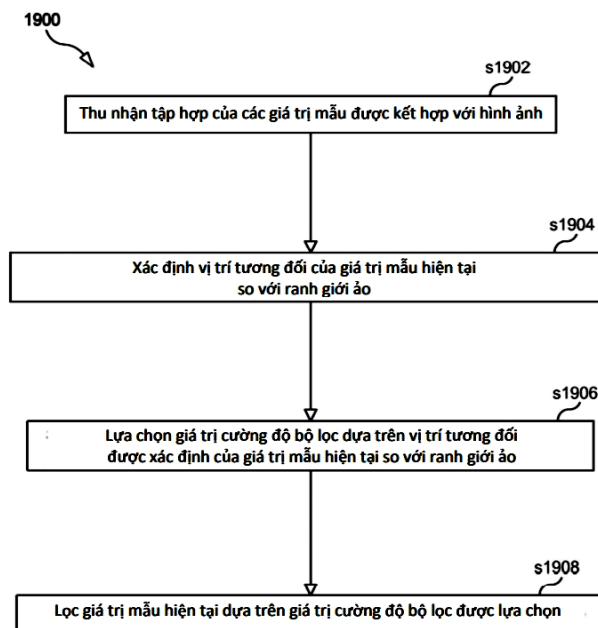 1900
s1902
Thu nhận tập hợp của các giá trị mẫu được kết hợp với hình ảnh
s1904
Xác định vị trí tương đối của giá trị mẫu hiện tại
so với ranh giới ảo
s1906
Lựa chọn giá trị cường độ bộ lọc dựa trên vị trí tương đối
được xác định của giá trị mẫu hiện tại so với ranh giới ảo
s1908
Lọc giá trị mẫu hiện tại dựa trên giá trị cường độ bộ lọc được lựa chọn